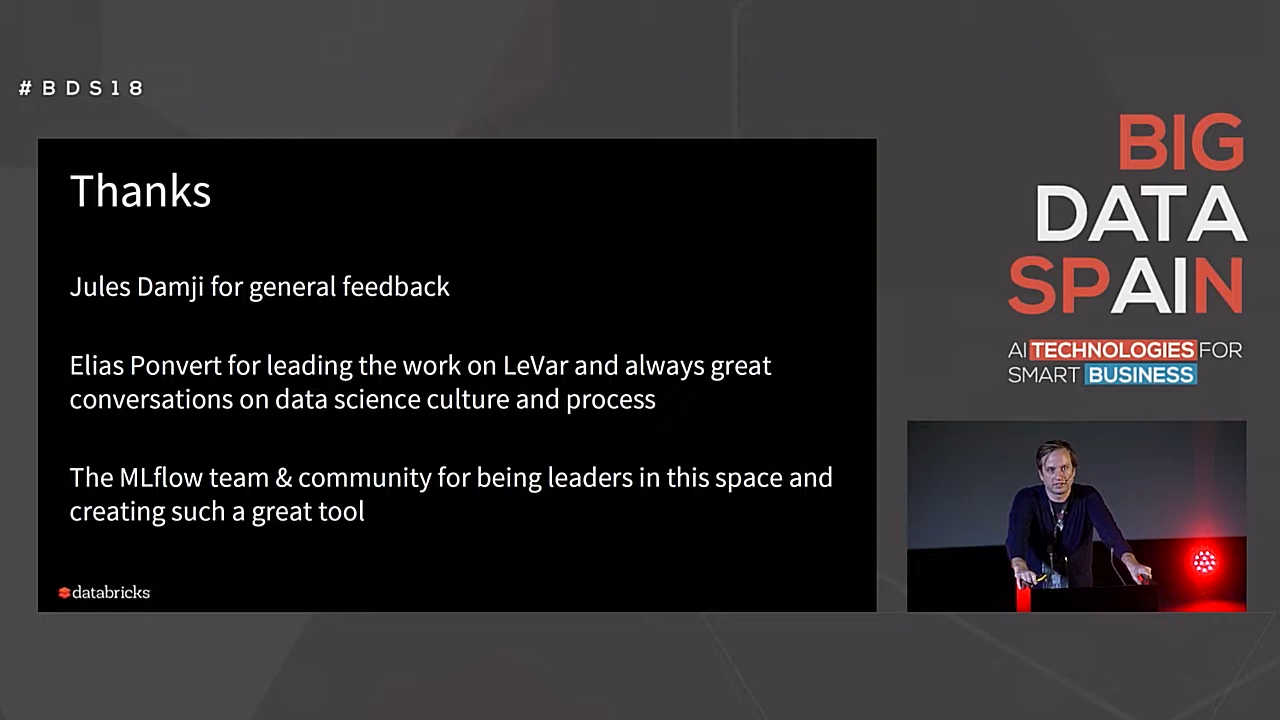 #BDS18
Thanks
Jules Damji for general feedback
Elias Ponvert for leading the work on LeVar and always great
conversations on data science culture and process
The MLflow team & community for being leaders in this space and
creating such a great tool
databricks
BIG
DATA
SPAIN
AI TECHNOLOGIES FOR
SMART BUSINESS